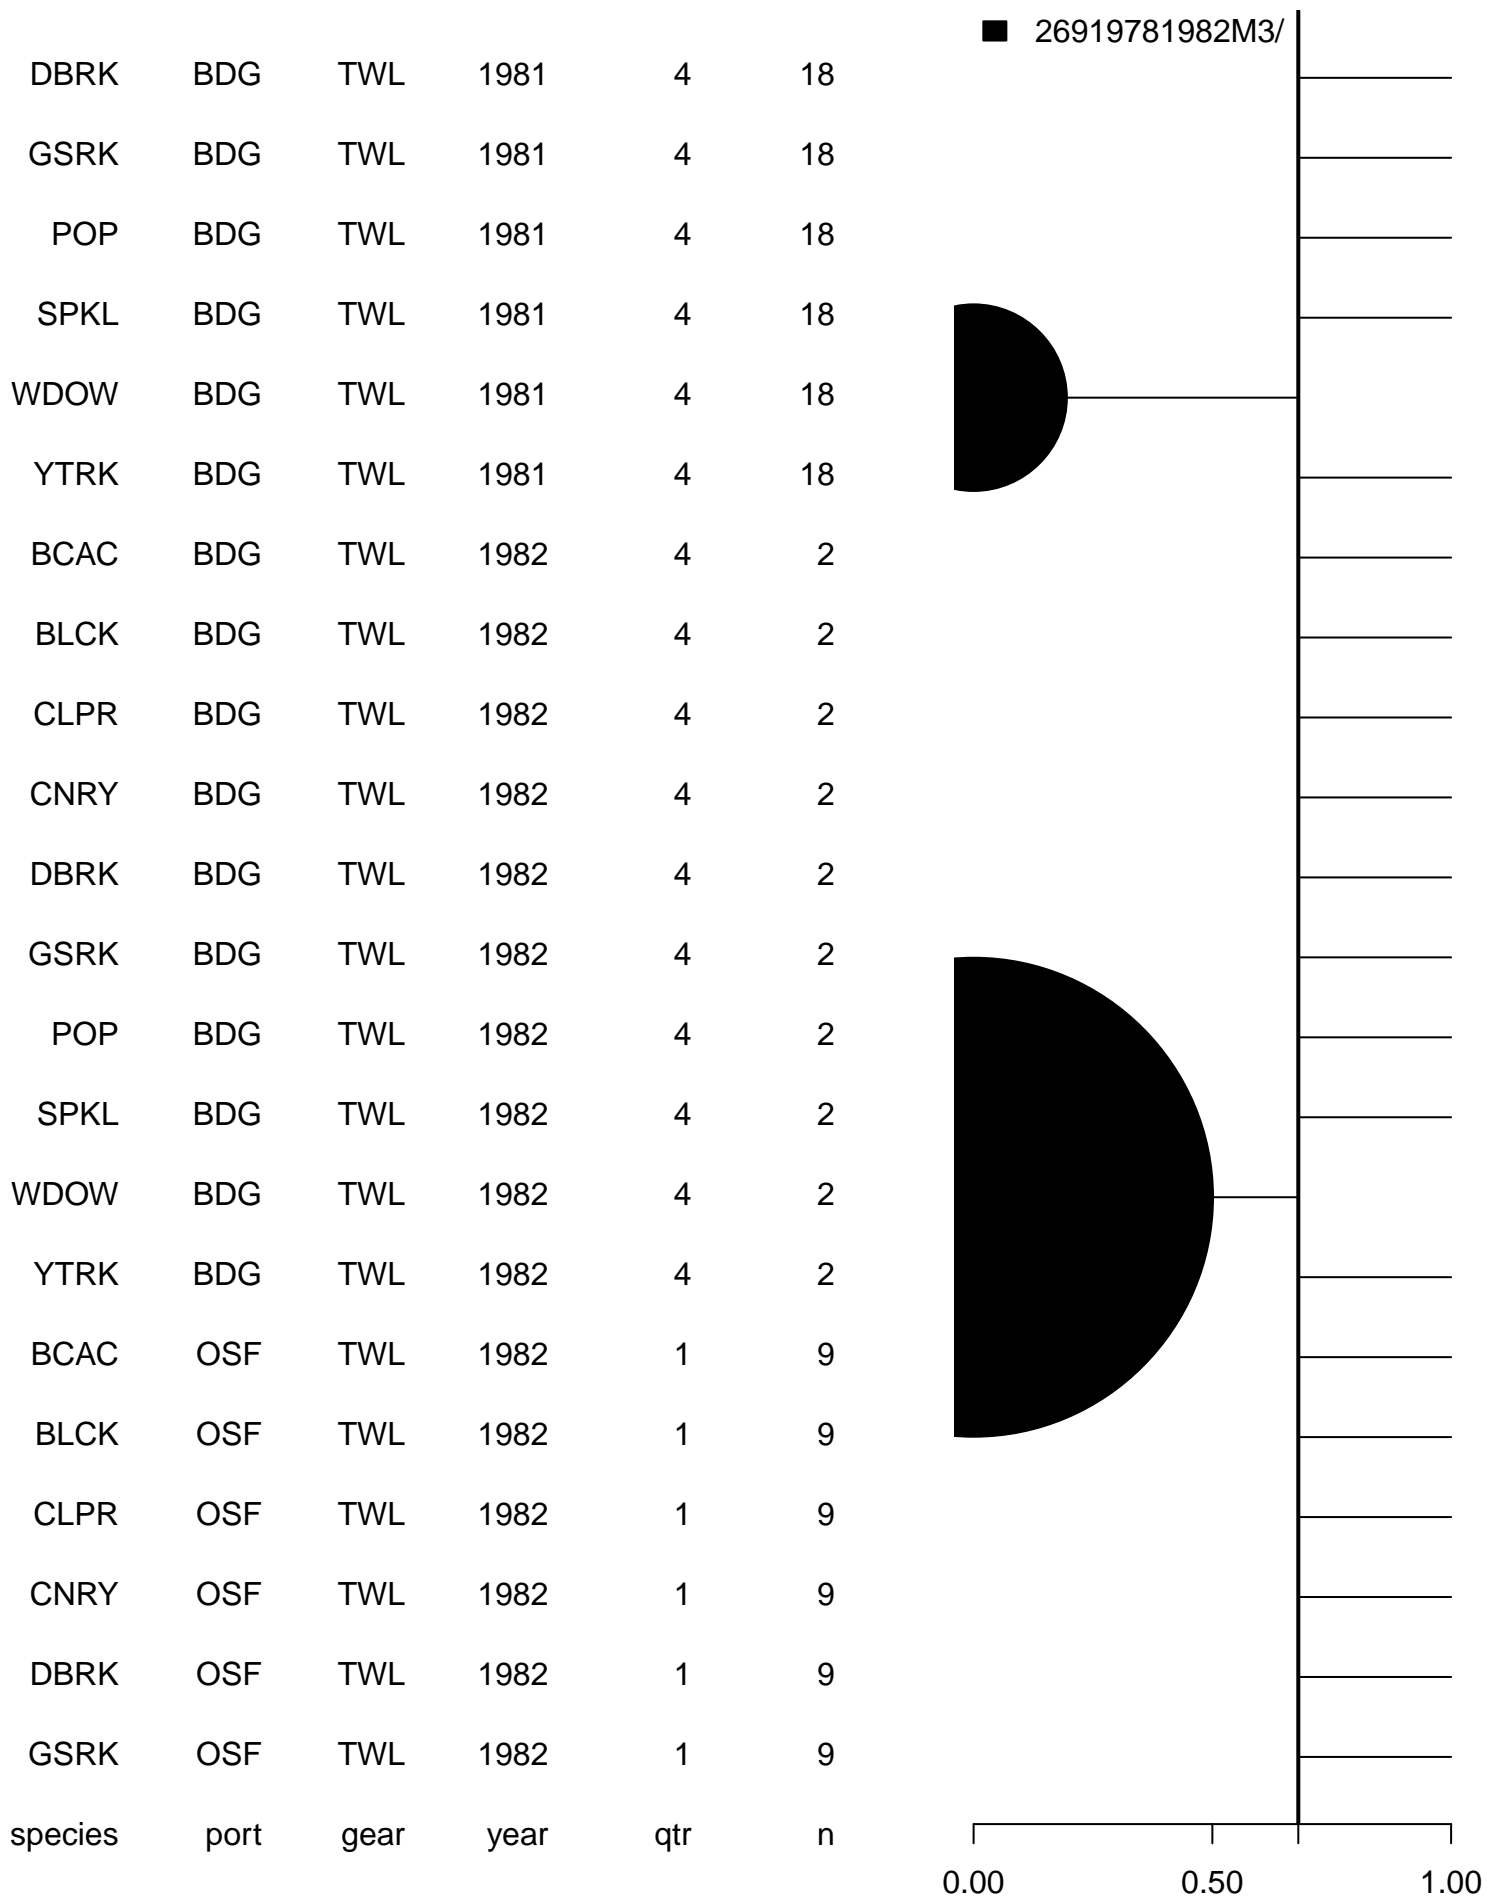 26919781982M3/
DBRK BDG TWL 1981 4 18
GSRK BDG TWL 1981 4 18
POP BDG TWL 1981 4 18
SPKL BDG TWL 1981 4 18
WDOW BDG TWL 1981 4 18
YTRK BDG TWL 1981 4 18
BCAC BDG TWL 1982 4 2
BLCK BDG TWL 1982 4 2
CLPR BDG TWL 1982 4 2
CNRY BDG TWL 1982 4 2
DBRK BDG TWL 1982 4 2
GSRK BDG TWL 1982 4 2
POP BDG TWL 1982 4 2
SPKL BDG TWL 1982 4 2
WDOW BDG TWL 1982 4 2
YTRK BDG TWL 1982 4 2
BCAC OSF TWL 1982 1 9
BLCK OSF TWL 1982 1 9
CLPR OSF TWL 1982 1 9
CNRY OSF TWL 1982 1 9
DBRK OSF TWL 1982 1 9
GSRK OSF TWL 1982 1 9
species port gear year qtr n
0.00 0.50 1.00